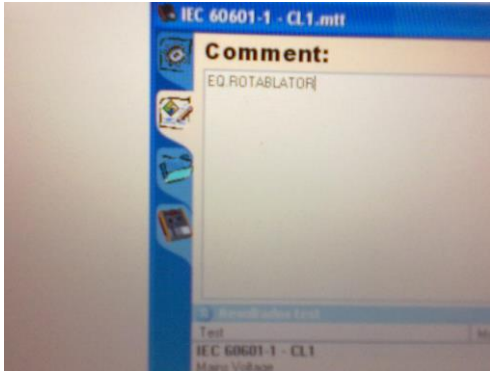 IEC 60601-1 - CL1.mtt
Comment:
EQ.ROTABLATOR
Test
IEC 60601-1 - CL1
Mains Voltage